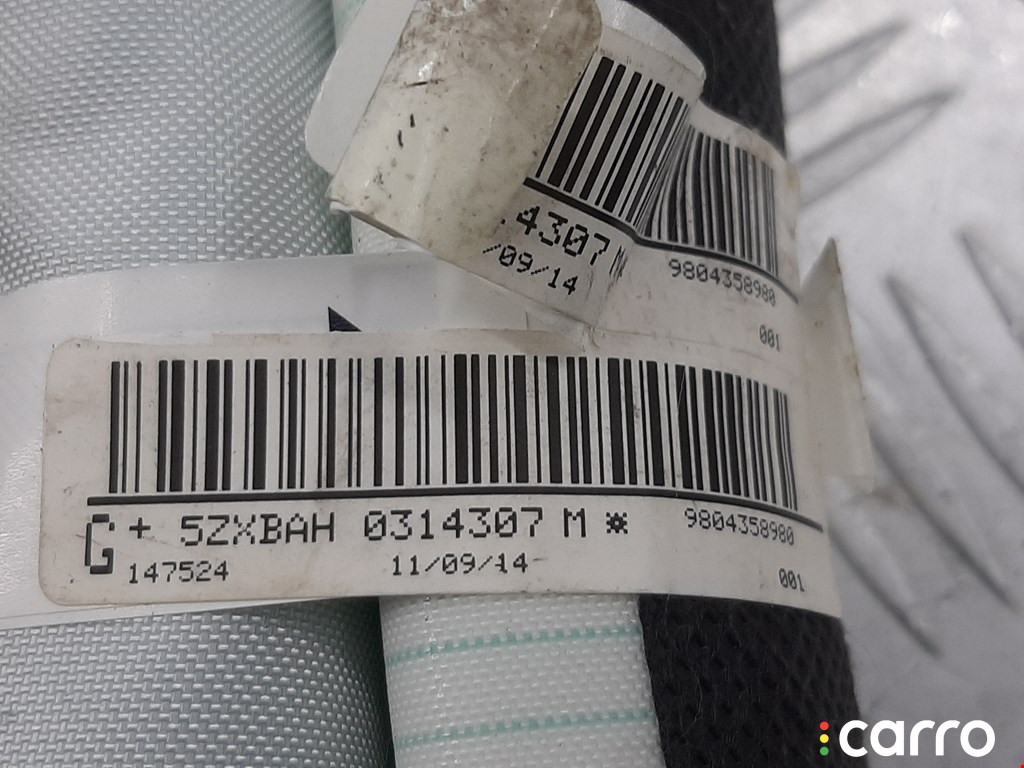 .4307 M
/09/14
9804358980
001
G + 5ZXBAH 0314307 M * 9804358980
147524 11/09/14 001
carro